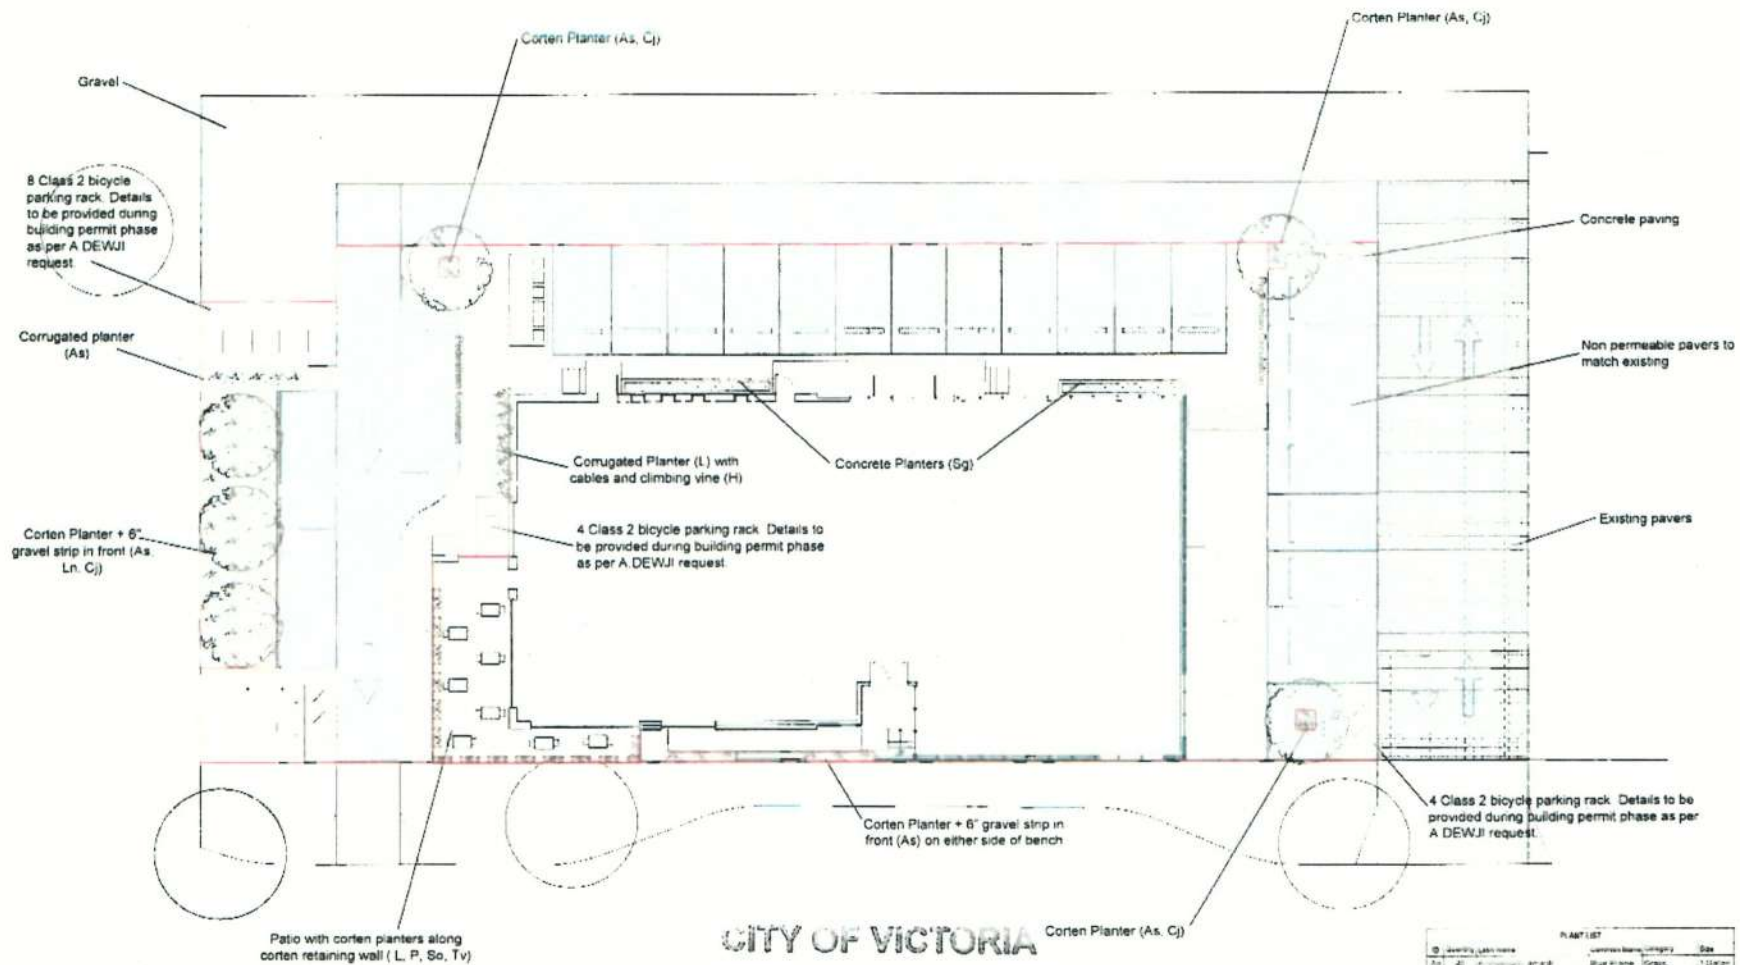 Corten Planter (As, Cj)
Corten Planter (As, Cj)
Gravel
8 Class 2 bicycle
parking rack. Details
to be provided during
building permit phase
as per A DEWJI
request.
Concrete paving
Corrugated planter
(As)
Non permeable pavers to
match existing
Corrugated Planter (L) with
cables and climbing vine (H)
Concrete Planters (Sg)
Corten Planter + 6"
gravel strip in front (As,
Ln, Cj)
4 Class 2 bicycle parking rack. Details to
be provided during building permit phase
as per A.DEWJI request.
Existing pavers
Corten Planter + 6" gravel strip in
front (As) on either side of bench
4 Class 2 bicycle parking rack. Details to be
provided during building permit phase as per
A DEWJI request.
Patio with corten planters along
corten retaining wall ( L, P, So, Tv)
CITY OF VICTORIA
Corten Planter (As, Cj)
PLANT LIST